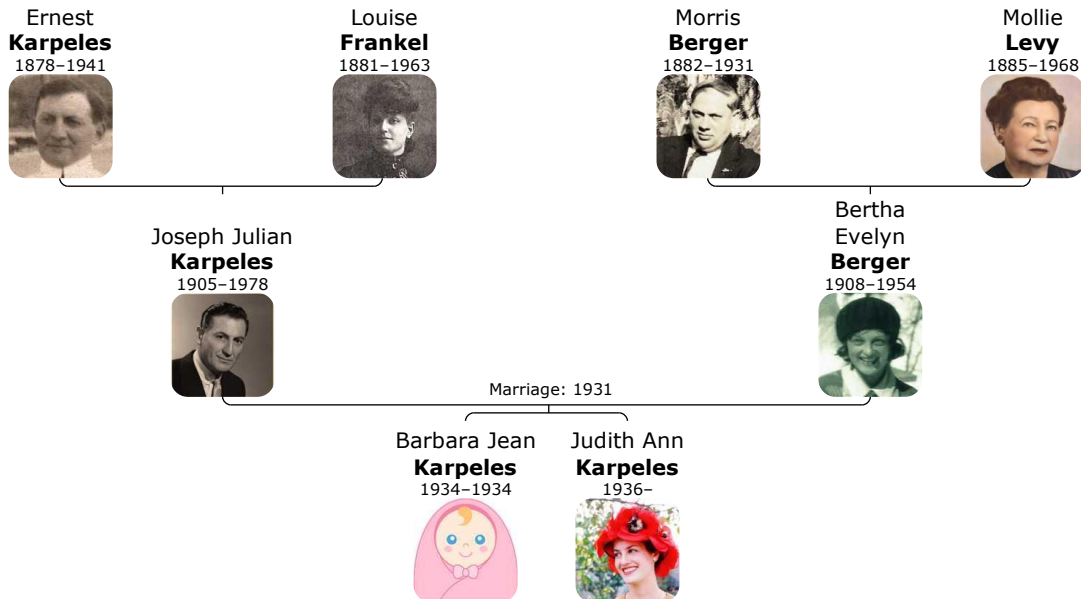 Ernest
Karpeles
1878–1941
Louise
Frankel
1881–1963
Morris
Berger
1882–1931
Mollie
Levy
1885–1968
Joseph Julian
Karpeles
1905–1978
Bertha
Evelyn
Berger
1908–1954
Marriage: 1931
Barbara Jean
Karpeles
1934–1934
Judith Ann
Karpeles
1936–